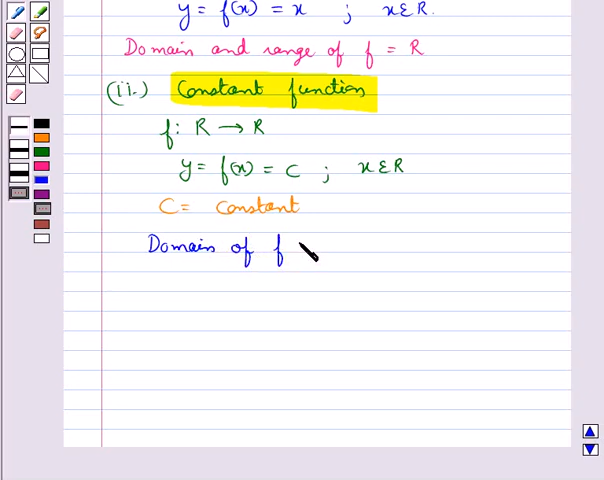 y = f(x) = x ; x ε R.
Domain and range of f = R
(ii.) Constant function
f: R → R
y = f(x) = C ; x ε R
C = Constant
Domain of f